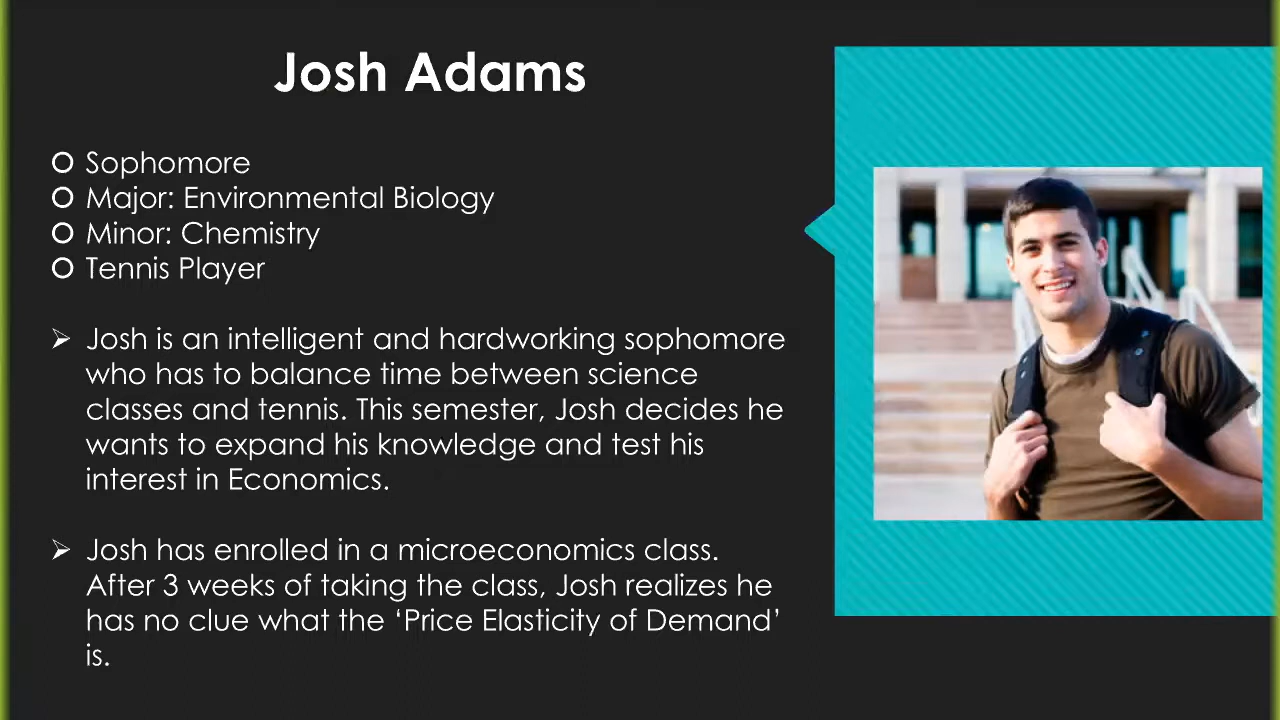 Josh Adams
Sophomore
Major: Environmental Biology
Minor: Chemistry
Tennis Player
Josh is an intelligent and hardworking sophomore
who has to balance time between science
classes and tennis. This semester, Josh decides he
wants to expand his knowledge and test his
interest in Economics.
Josh has enrolled in a microeconomics class.
After 3 weeks of taking the class, Josh realizes he
has no clue what the ‘Price Elasticity of Demand’
is.